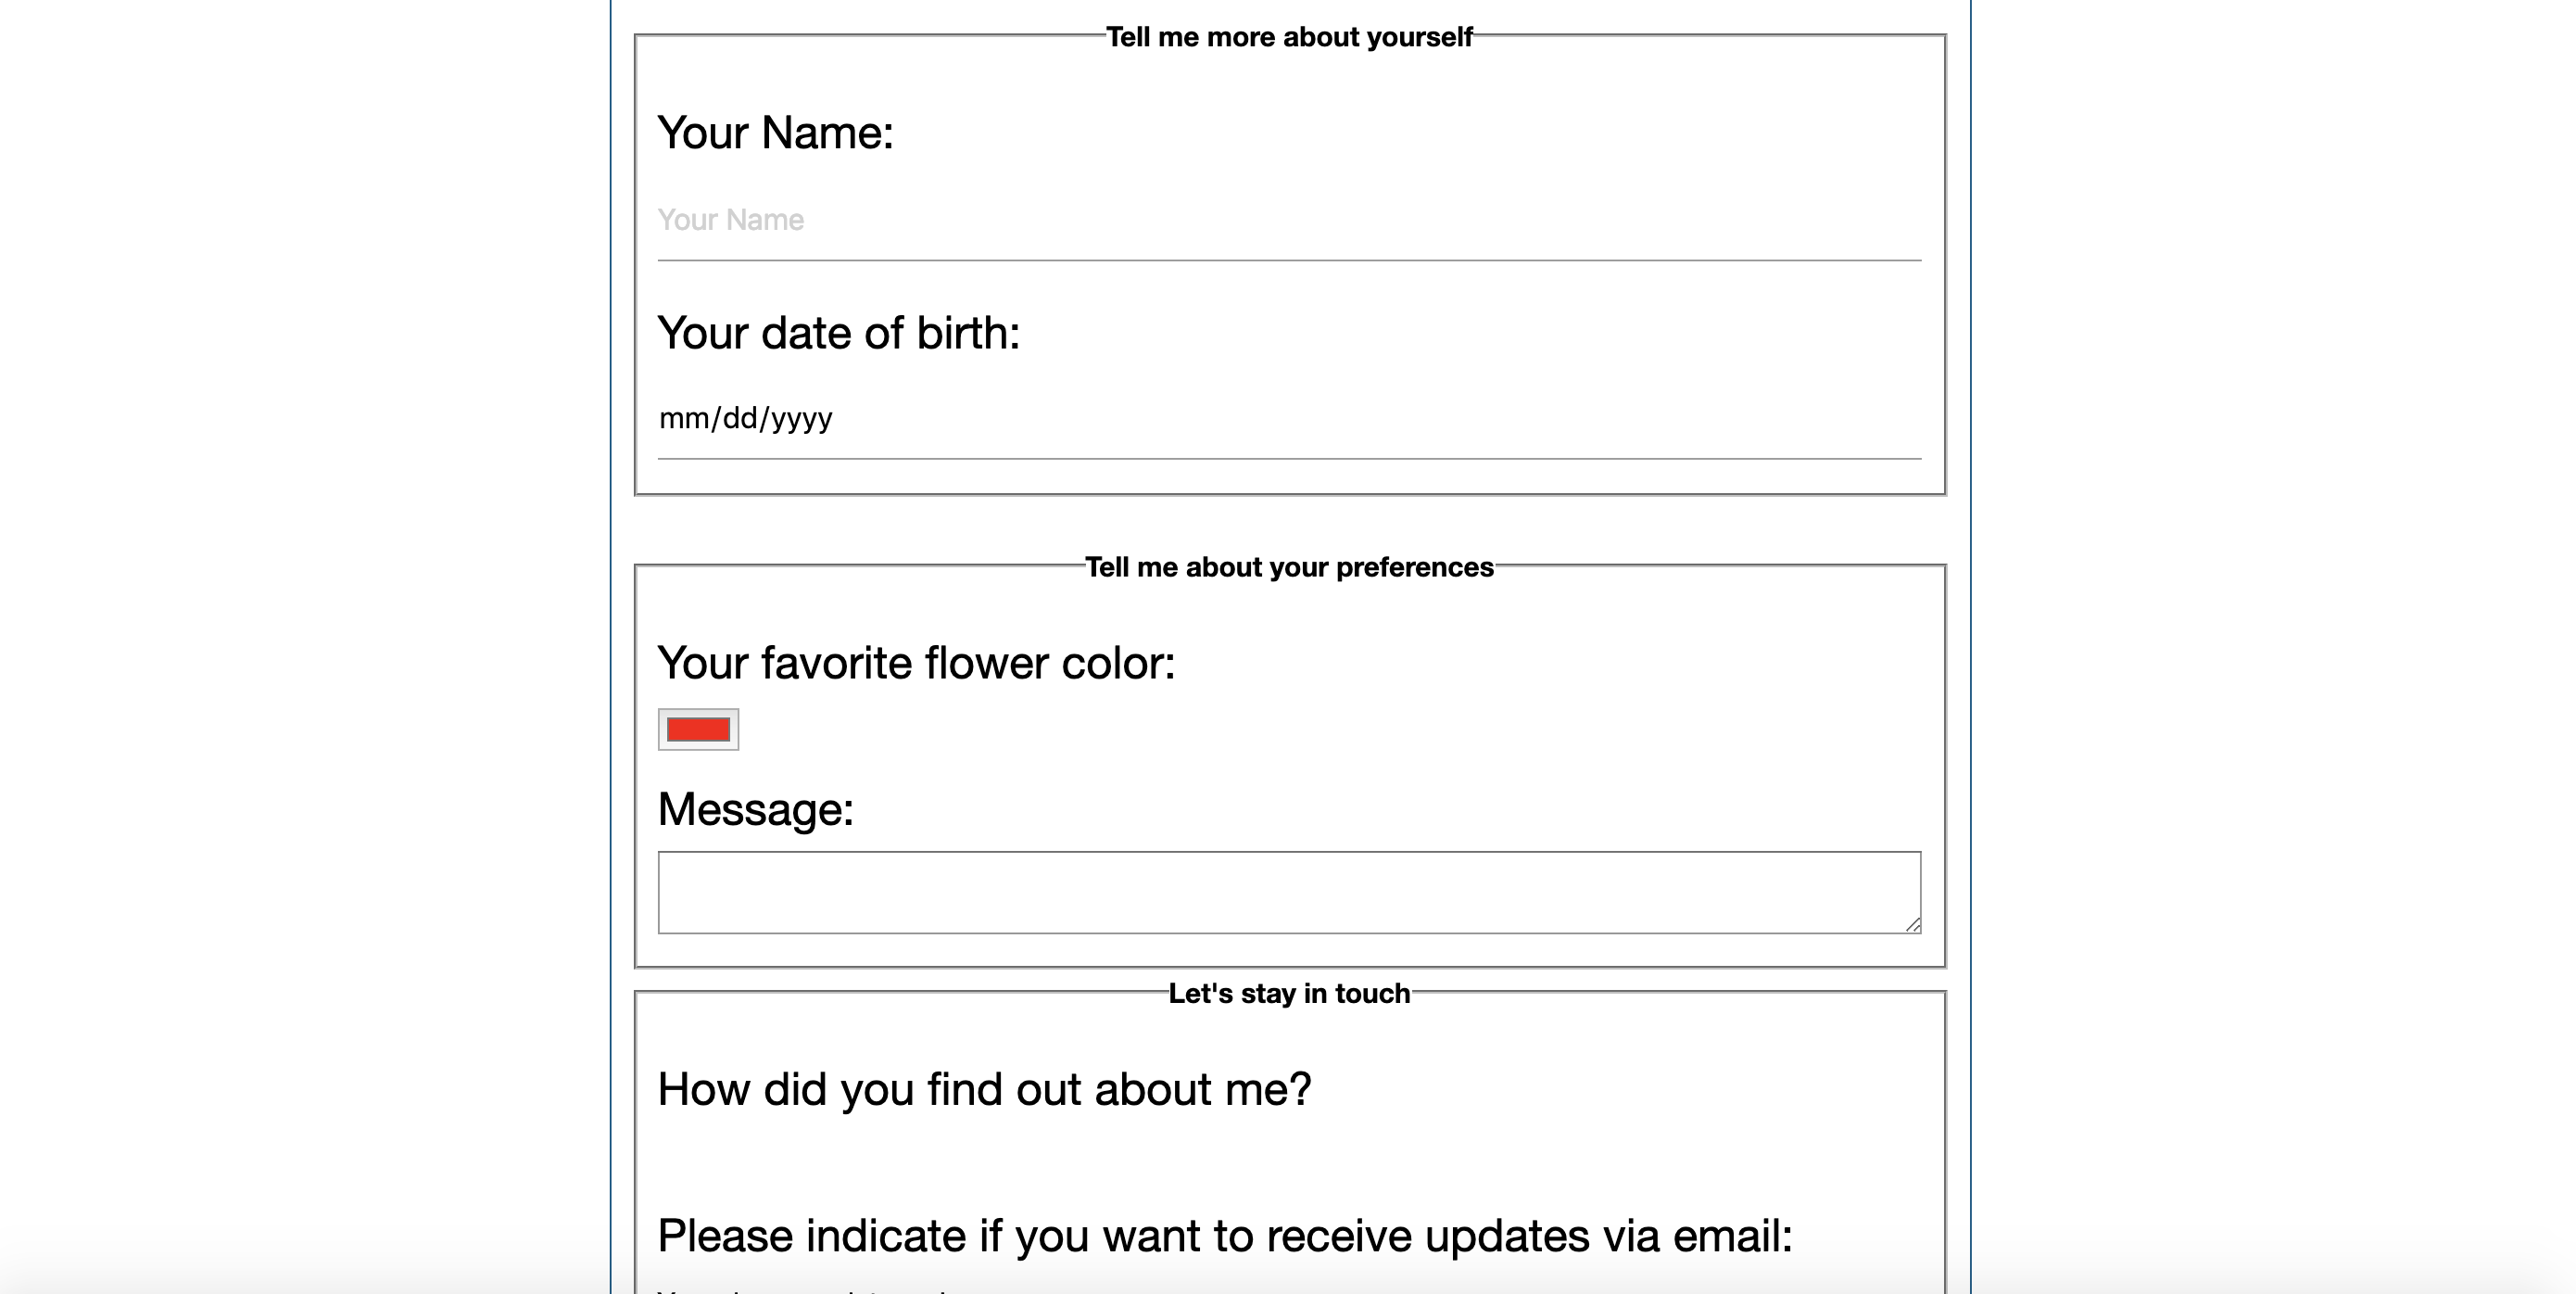 Tell me more about yourself
Your Name:
Your Name
Your date of birth:
mm/dd/yyyy
Tell me about your preferences
Your favorite flower color:
Message:
Let's stay in touch
How did you find out about me?
Please indicate if you want to receive updates via email: